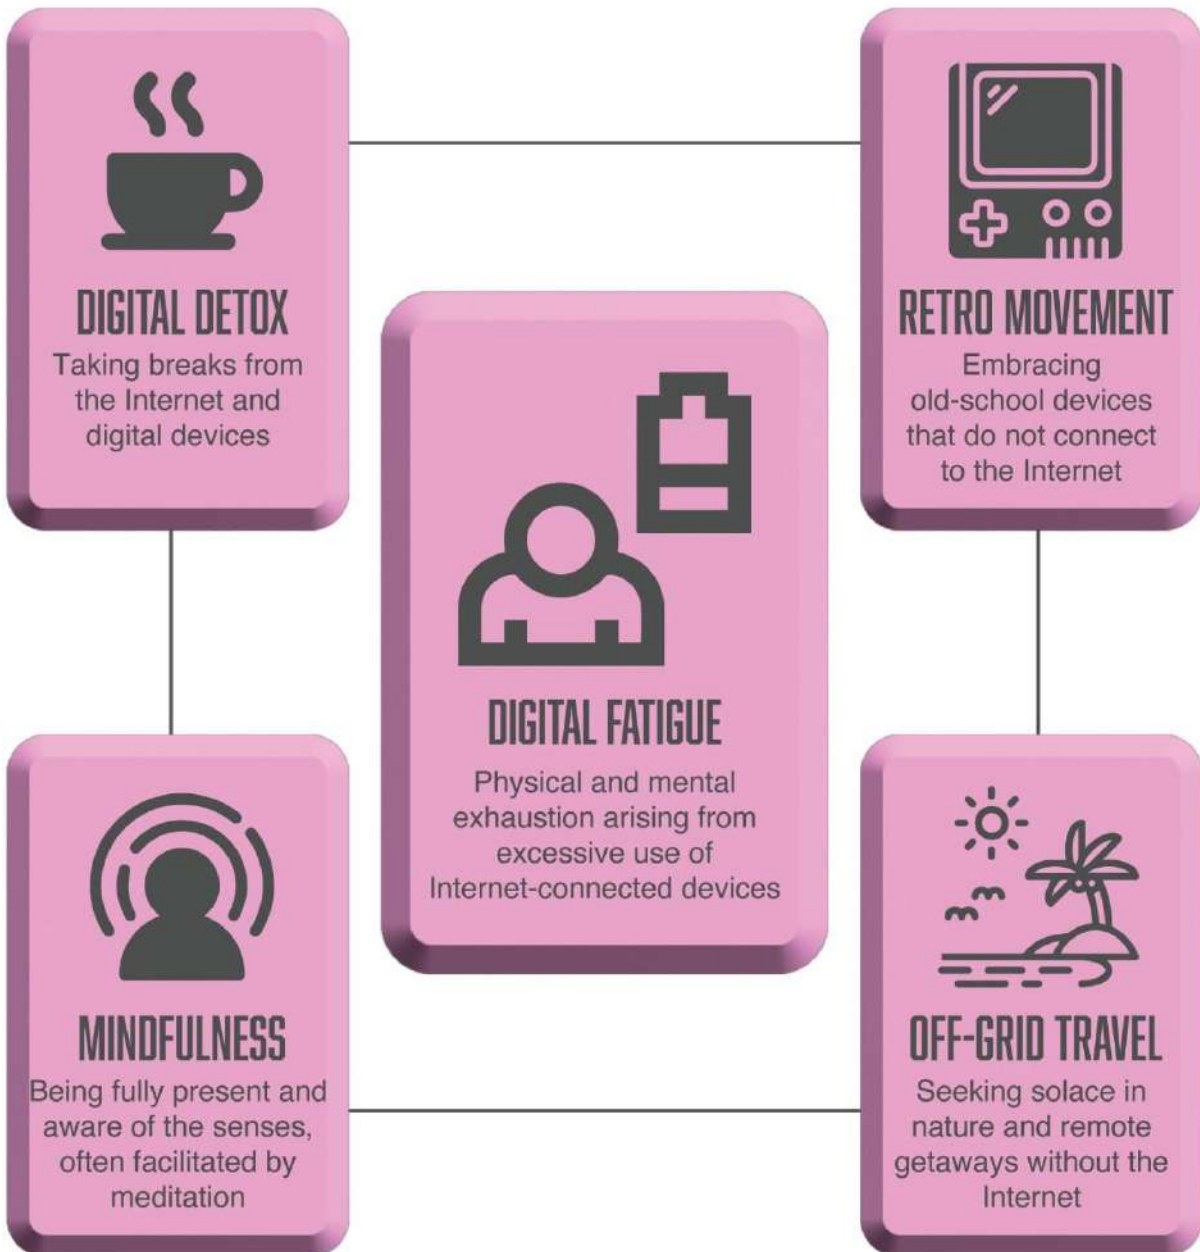 DIGITAL DETOX
Taking breaks from
the Internet and
digital devices
RETRO MOVEMENT
Embracing
old-school devices
that do not connect
to the Internet
DIGITAL FATIGUE
Physical and mental
exhaustion arising from
excessive use of
Internet-connected devices
MINDFULNESS
Being fully present and
aware of the senses,
often facilitated by
meditation
OFF-GRID TRAVEL
Seeking solace in
nature and remote
getaways without the
Internet